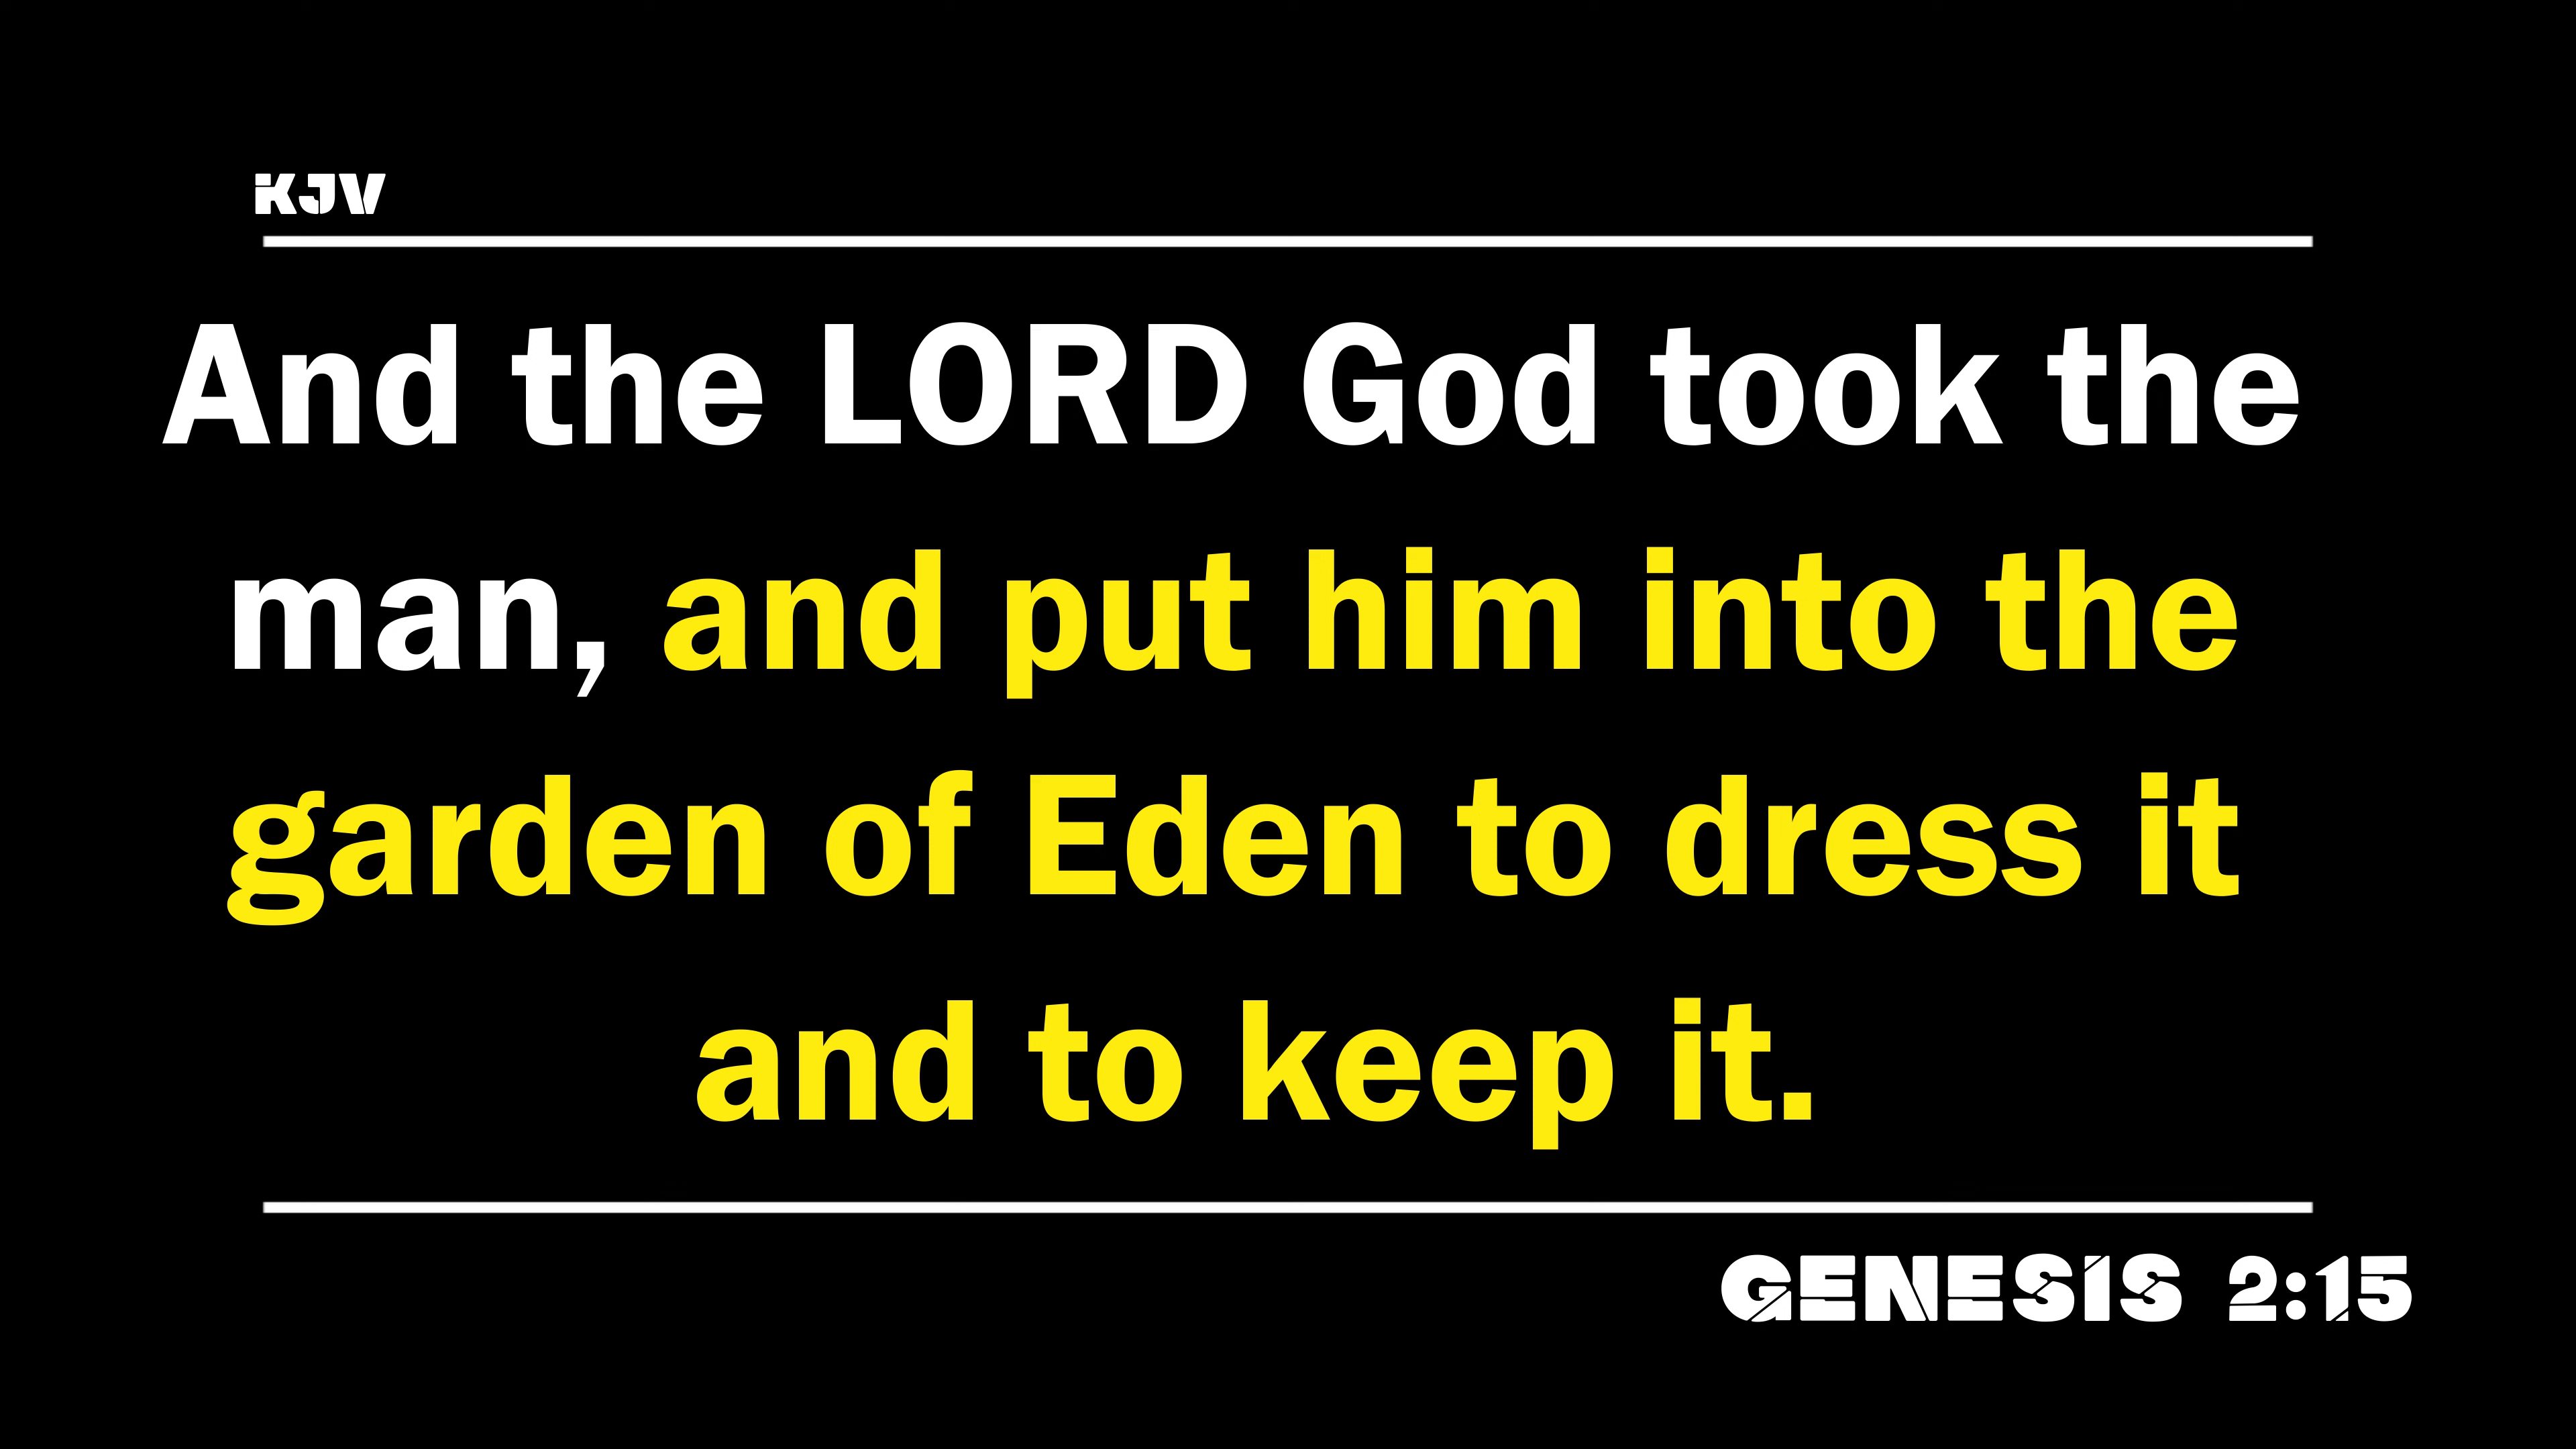 KJV
And the LORD God took the
man, and put him into the
garden of Eden to dress it
and to keep it.
GENESIS 2:15